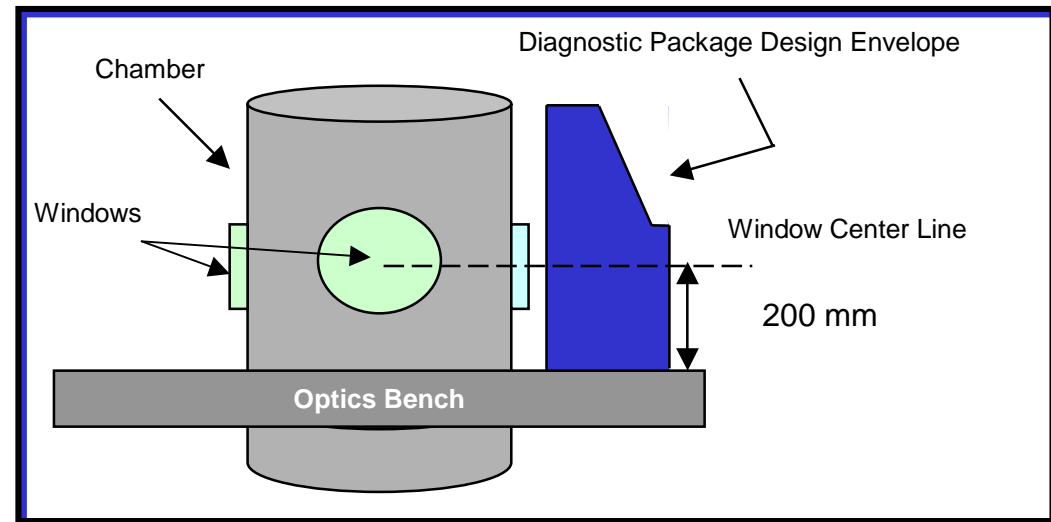 Diagnostic Package Design Envelope
Chamber
Windows
Window Center Line
200 mm
Optics Bench